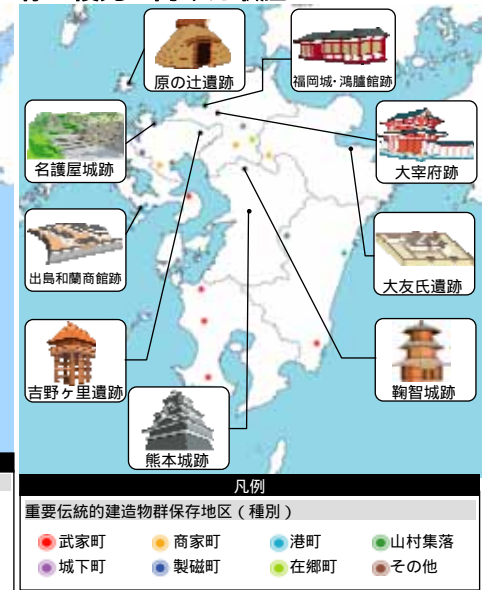 原の辻遺跡
福岡城・鴻臚館跡
名護屋城跡
大宰府跡
出島和蘭商館跡
大友氏遺跡
吉野ヶ里遺跡
鞠智城跡
熊本城跡
凡例
重要伝統的建造物群保存地区（種別）
武家町 商家町 港町 山村集落
城下町 製磁町 在郷町 その他